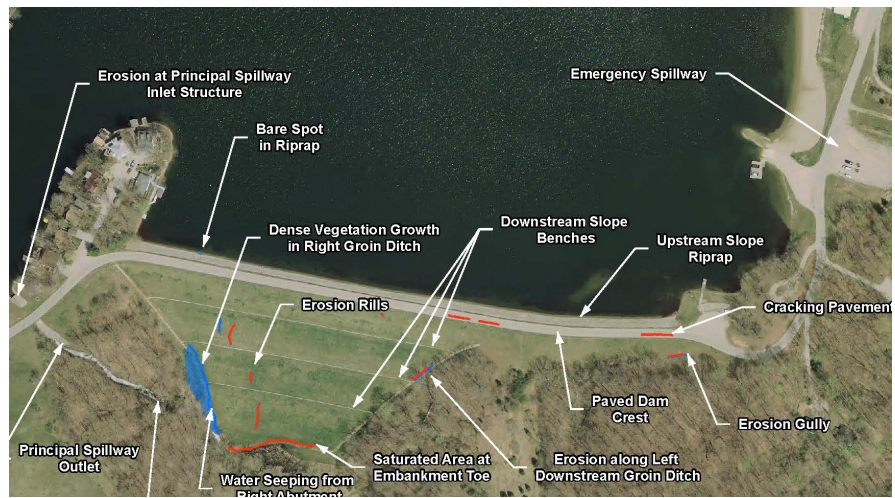 Emergency Spillway
Erosion at Principal Spillway
Inlet Structure
Bare Spot
in Riprap
Dense Vegetation Growth
in Right Groin Ditch
Downstream Slope
Benches
Upstream Slope
Riprap
Erosion Rills
Cracking Pavement
Paved Dam
Crest
Erosion Gully
Principal Spillway
Outlet
Saturated Area at
Embankment Toe
Erosion along Left
Downstream Groin Ditch
Water Seeping from
Right Abutment